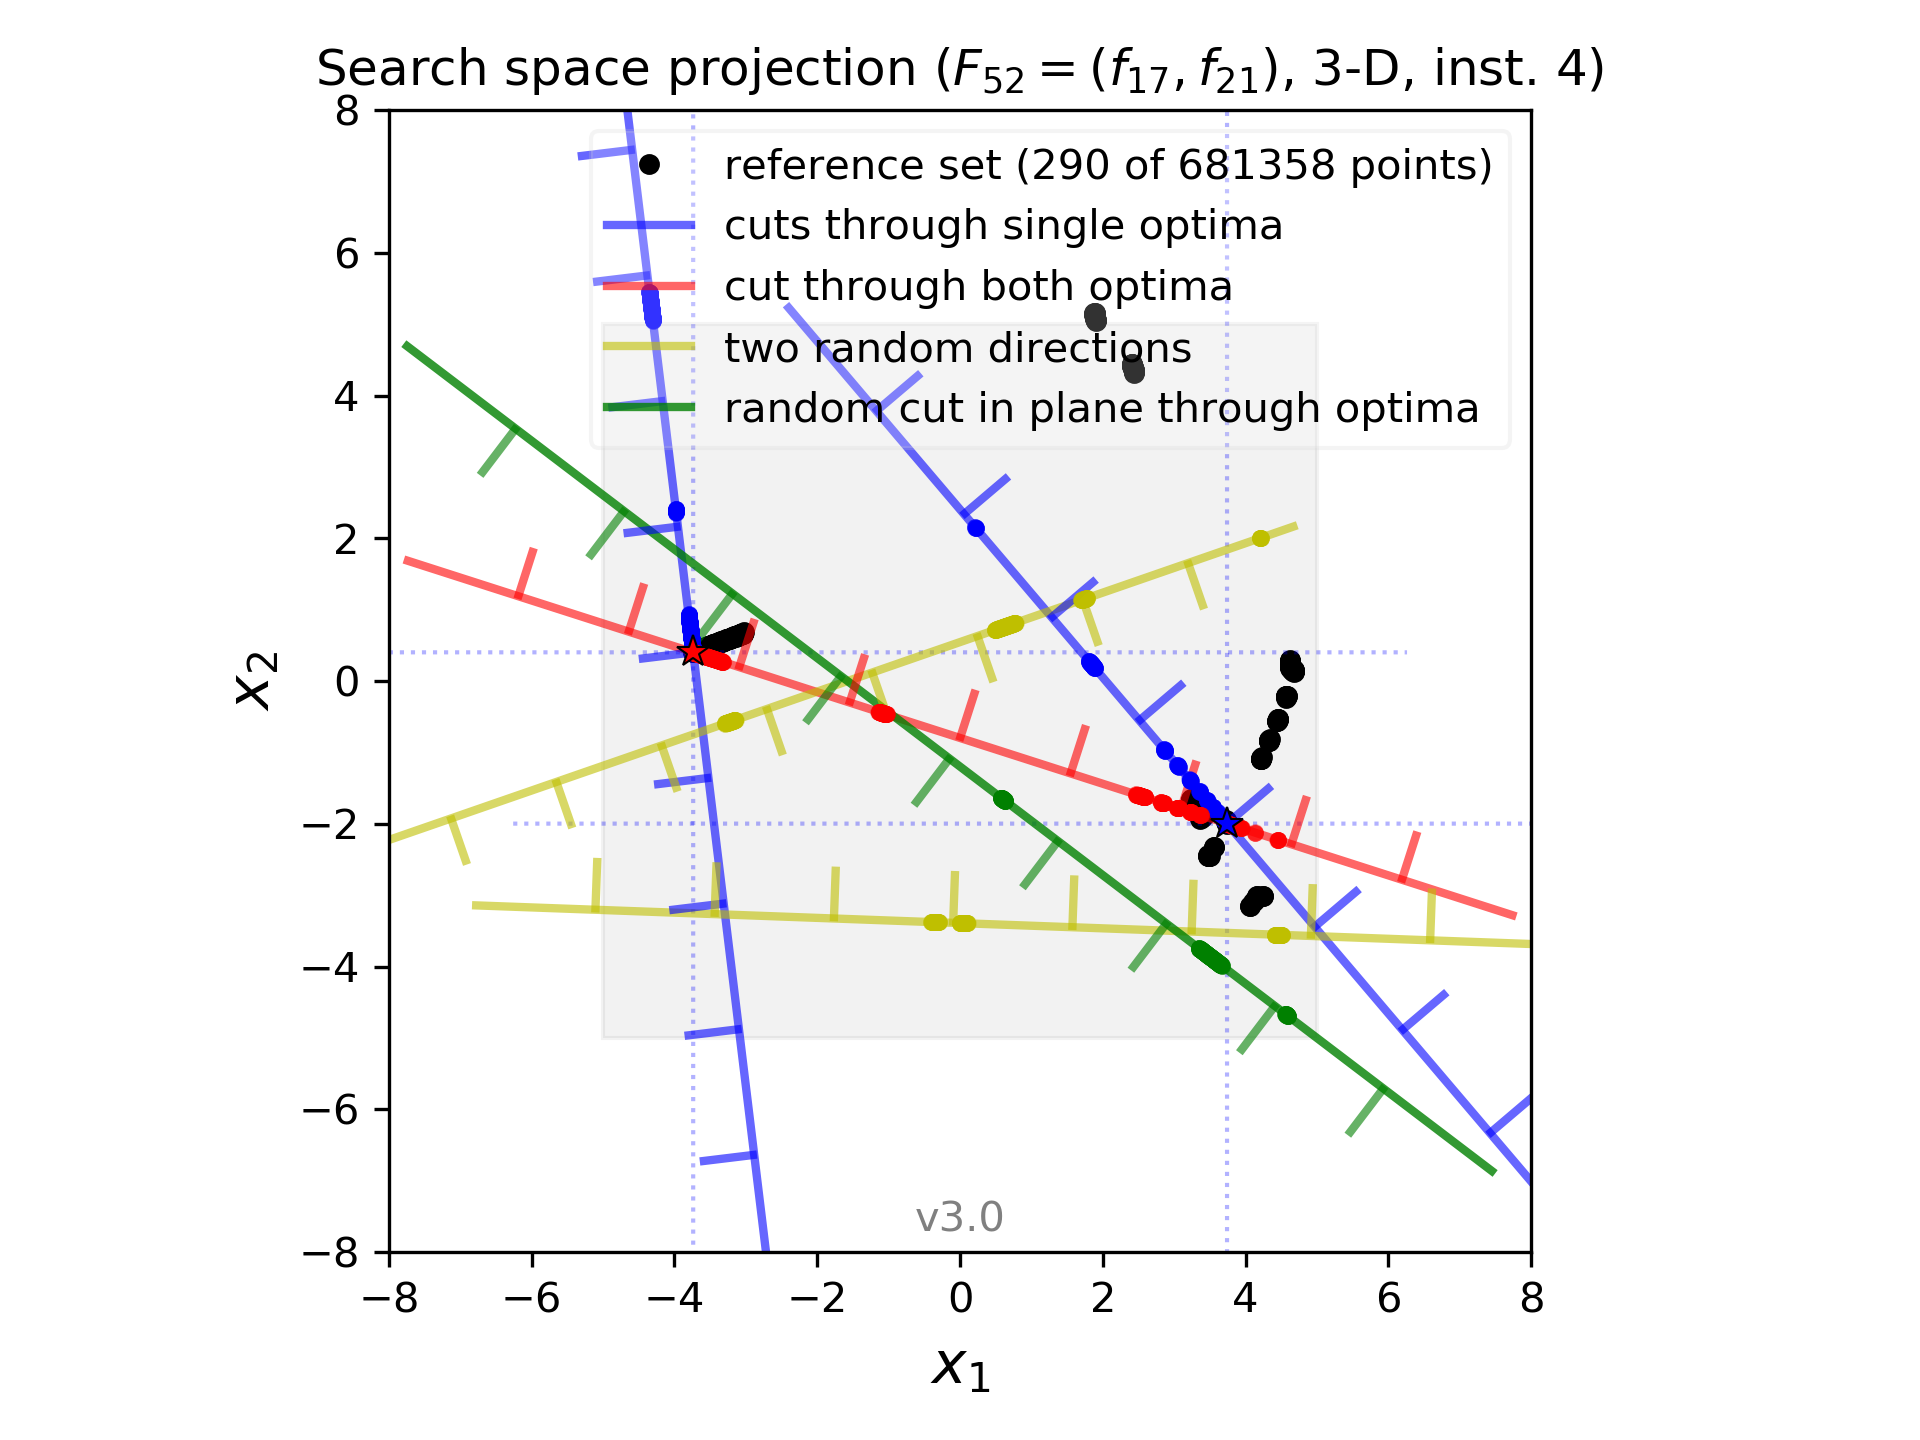 Search space projection (F52 = (f17, f21), 3-D, inst. 4)
8
6
4
2
0
−2
−4
−6
−8
x2
reference set (290 of 681358 points)
cuts through single optima
cut through both optima
two random directions
random cut in plane through optima
v3.0
−8 −6 −4 −2 0 2 4 6 8
x1